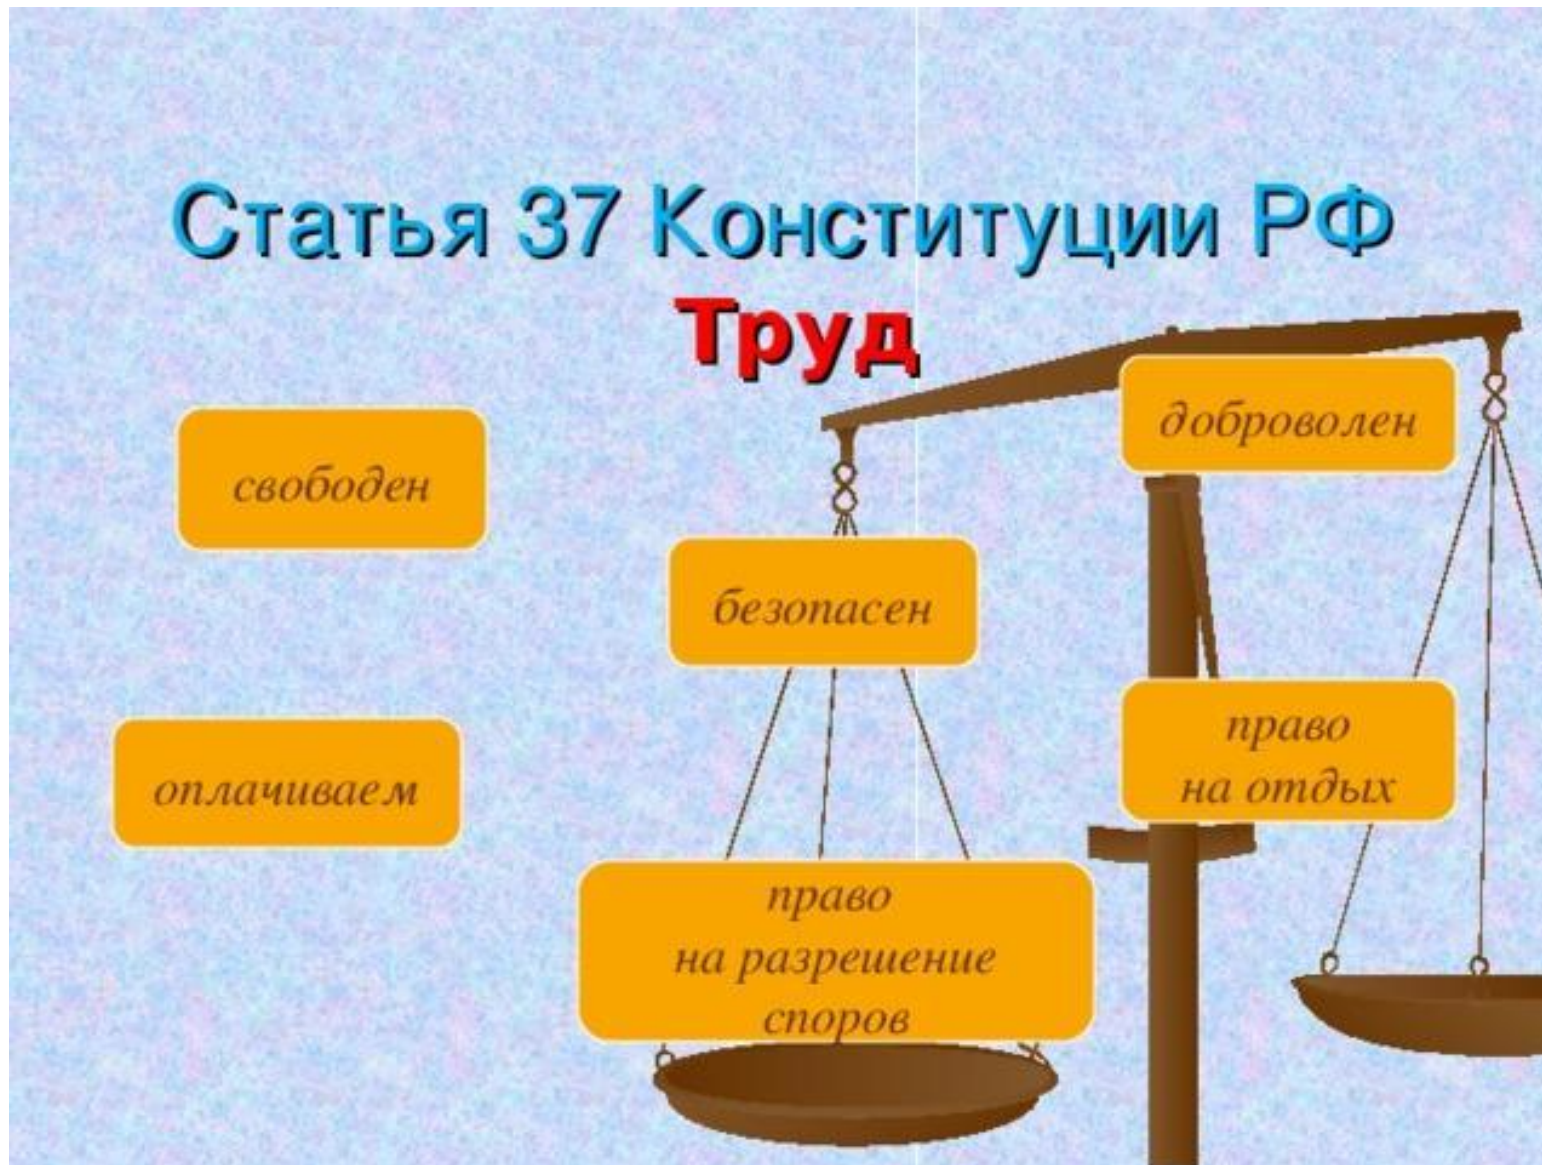 Статья 37 Конституции РФ
Труд
свободен
безопасен
доброволен
оплачиваем
право
на разрешение
споров
право
на отдых